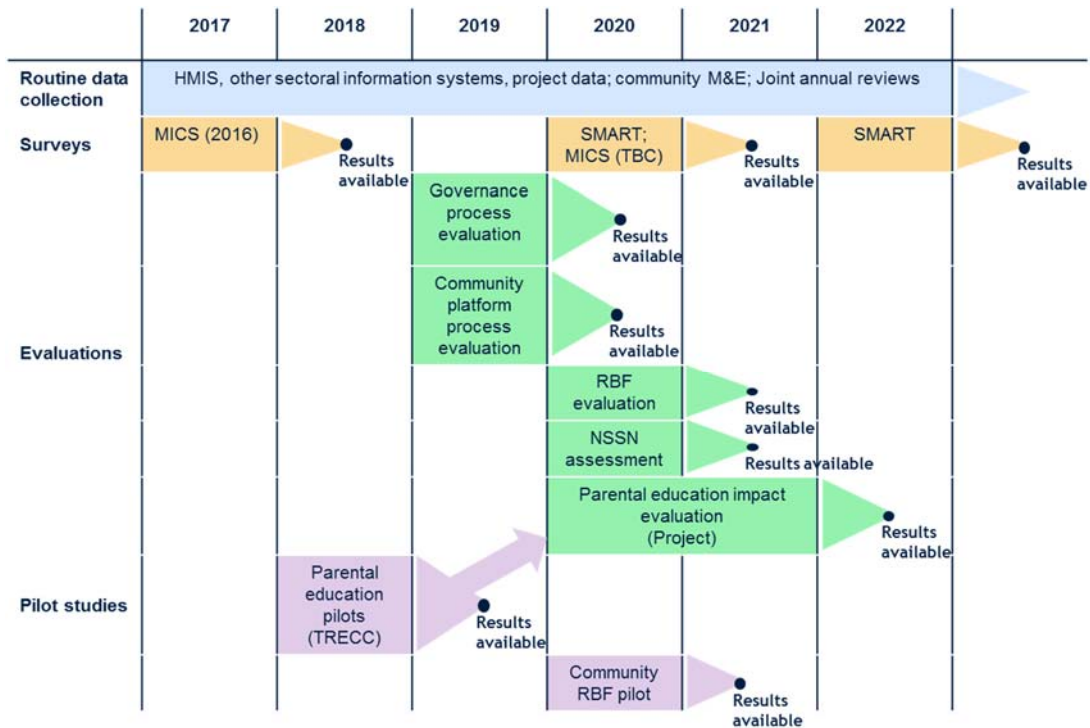 2017 2018 2019 2020 2021 2022
Routine data
collection
HMIS, other sectoral information systems, project data; community M&E; Joint annual reviews
Surveys
MICS (2016)
Results
available
SMART;
MICS (TBC)
Results
available
SMART
Results
available
Evaluations
Governance
process
evaluation
Results
available
Community
platform
process
evaluation
Results
available
RBF
evaluation
Results
available
NSSN
assessment
Results available
Parental education impact
evaluation
(Project)
Results
available
Pilot studies
Parental
education
pilots
(TRECC)
Results
available
Community
RBF pilot
Results
available